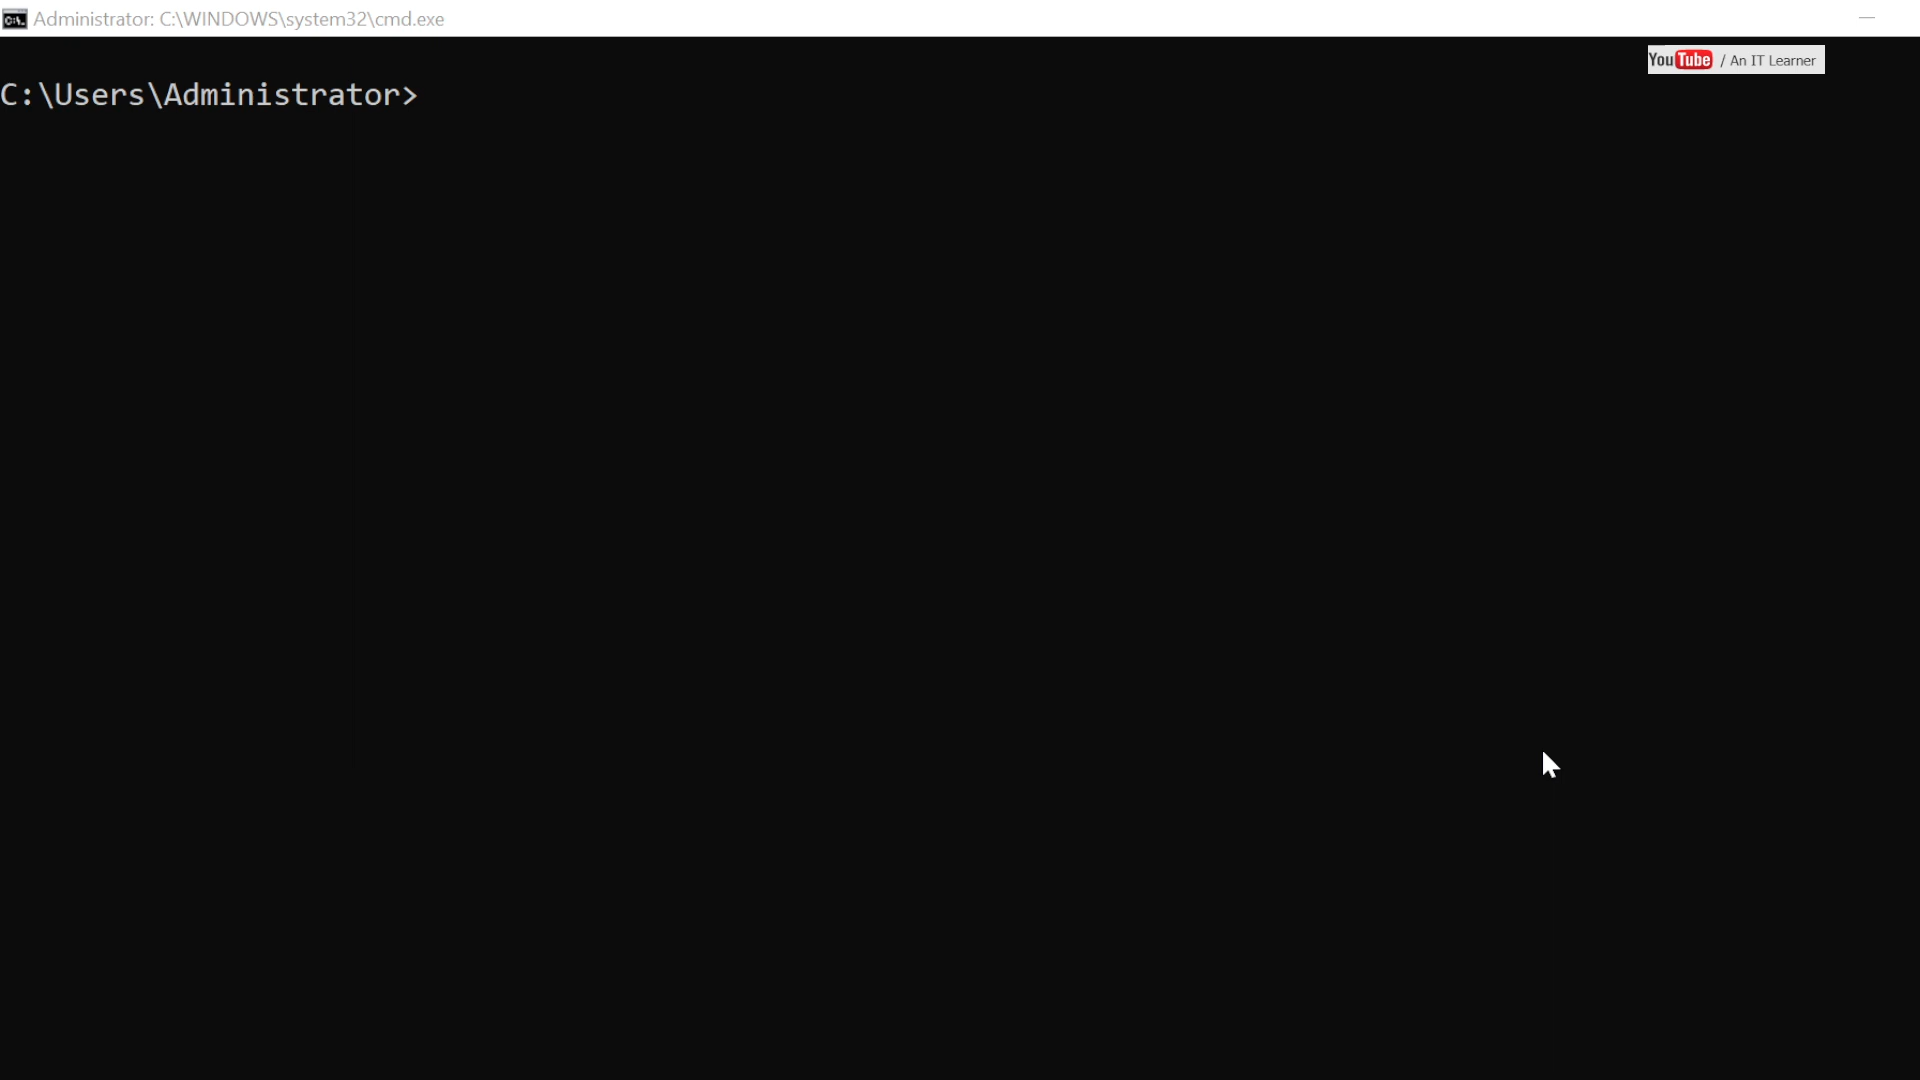 Administrator: C:\WINDOWS\system32\cmd.exe
YouTube / An IT Learner
C:\Users\Administrator>